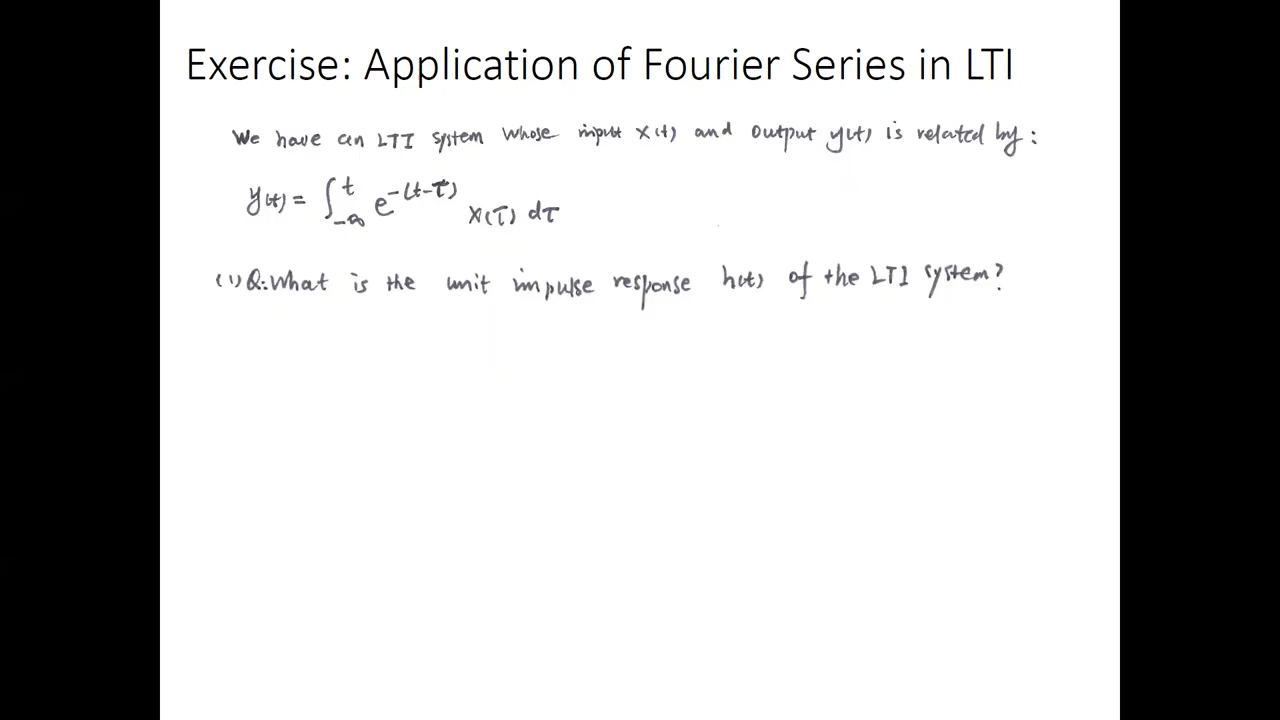 Exercise: Application of Fourier Series in LTI
We have an LTI system whose input x(t) and output y(t) is related by:
y(t) = ∫_{-∞}^{t} e^{-(t-τ)} x(τ) dτ
(1) Q: What is the unit impulse response h(t) of the LTI system?